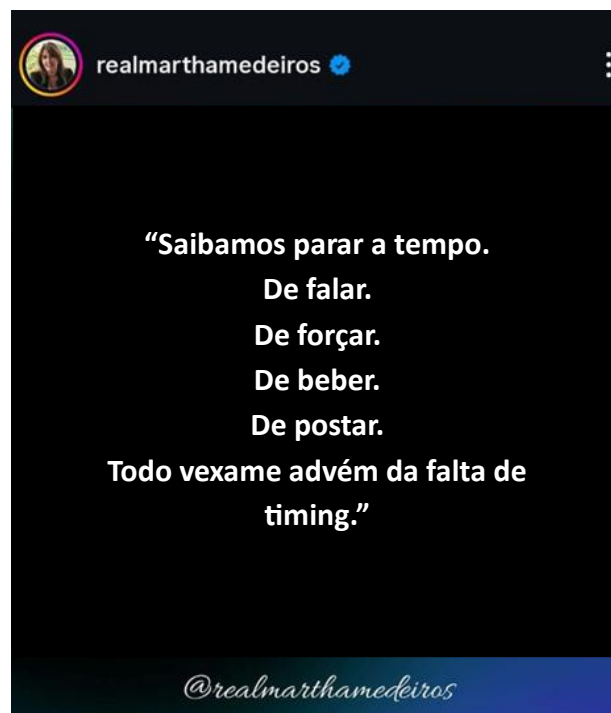 realmarthamedeiros
“Saibamos parar a tempo.
De falar.
De forçar.
De beber.
De postar.
Todo vexame advém da falta de
timing.”
@realmarthamedeiros